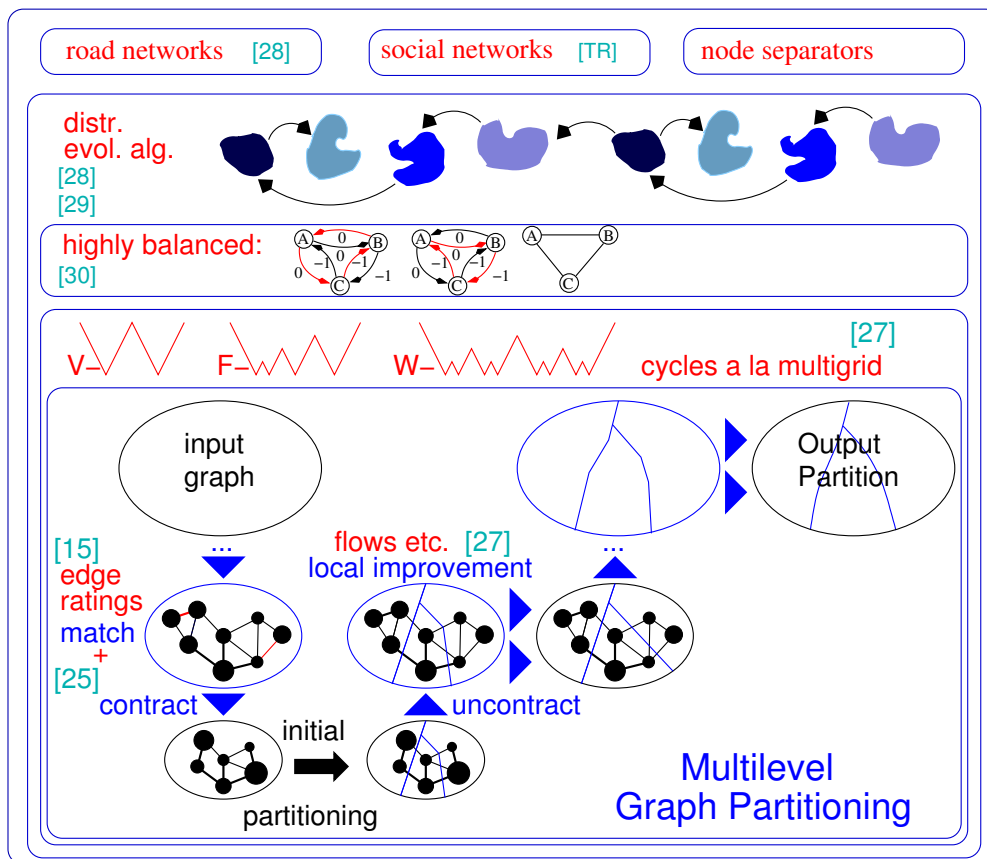 road networks [28]
social networks [TR]
node separators
distr.
evol. alg.
[28]
[29]
highly balanced:
[30]
A 0 B
0 -1 0 -1 -1
C
A 0 B
0 -1 0 -1 -1
C
A B
C
V– F– W– cycles a la multigrid [27]
input
graph
Output
Partition
...
...
[15]
edge
ratings
match
+
[25]
contract
flows etc. [27]
local improvement
uncontract
initial
partitioning
Multilevel
Graph Partitioning